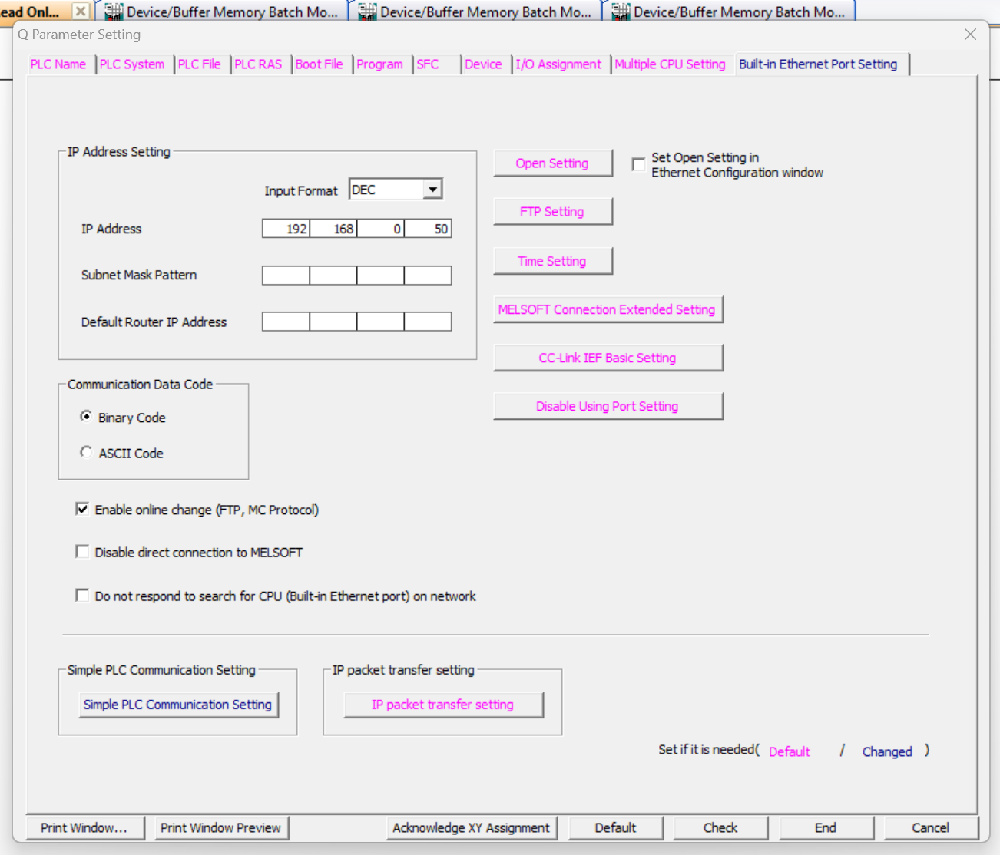 ead Onl... Device/Buffer Memory Batch Mo... Device/Buffer Memory Batch Mo... Device/Buffer Memory Batch Mo...
Q Parameter Setting
PLC Name PLC System PLC File PLC RAS Boot File Program SFC Device I/O Assignment Multiple CPU Setting Built-in Ethernet Port Setting
IP Address Setting
Input Format DEC
IP Address 192 168 0 50
Subnet Mask Pattern
Default Router IP Address
Open Setting
Set Open Setting in
Ethernet Configuration window
FTP Setting
Time Setting
MELSOFT Connection Extended Setting
CC-Link IEF Basic Setting
Disable Using Port Setting
Communication Data Code
Binary Code
ASCII Code
Enable online change (FTP, MC Protocol)
Disable direct connection to MELSOFT
Do not respond to search for CPU (Built-in Ethernet port) on network
Simple PLC Communication Setting
Simple PLC Communication Setting
IP packet transfer setting
IP packet transfer setting
Set if it is needed( Default / Changed )
Print Window... Print Window Preview Acknowledge XY Assignment Default Check End Cancel